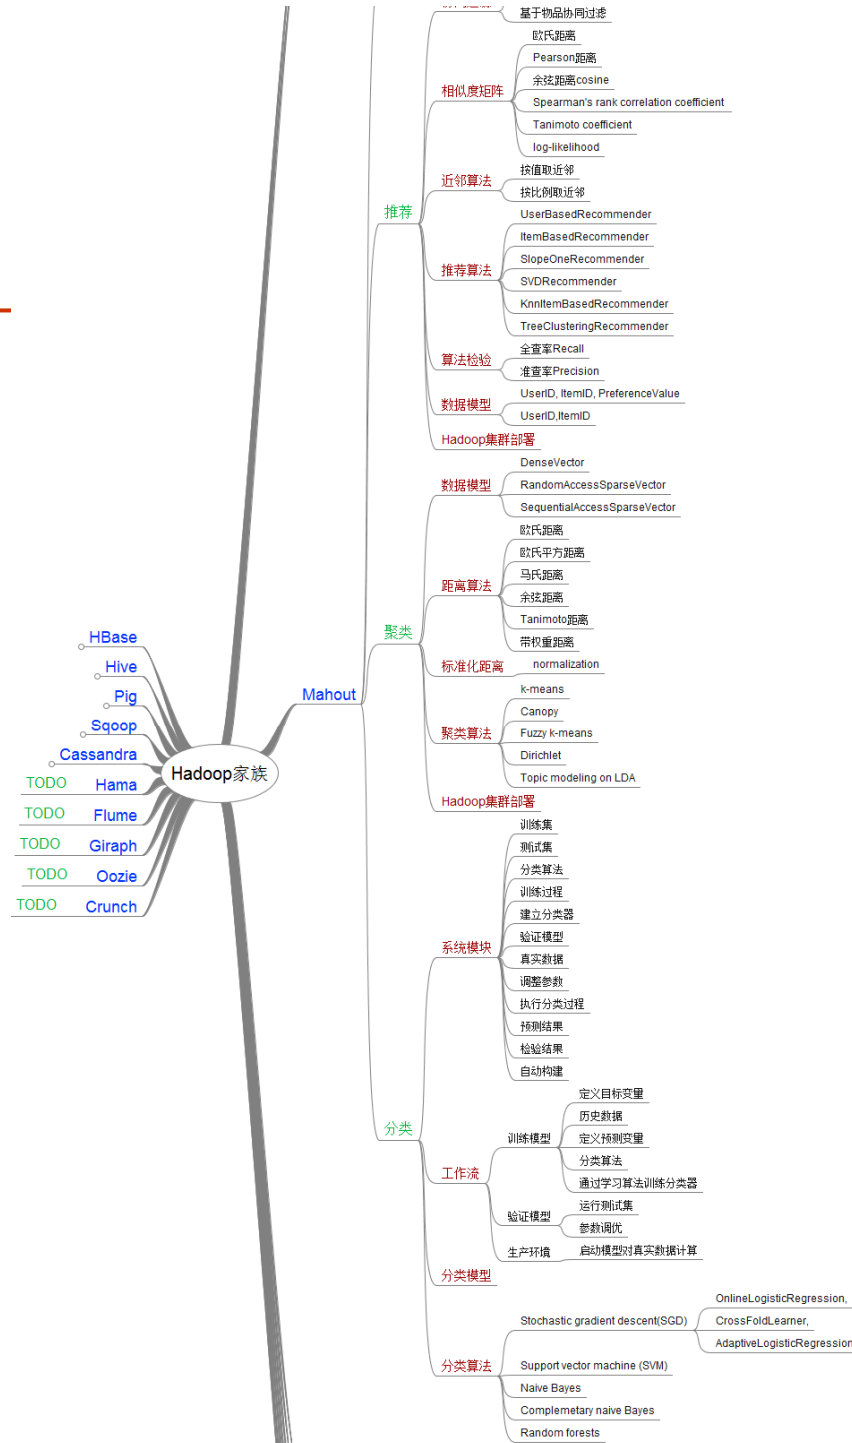 基于物品协同过滤
欧氏距离
Pearson距离
相似度矩阵
余弦距离cosine
Spearman's rank correlation coefficient
Tanimoto coefficient
log-likelihood
近邻算法
按值取近邻
按比例取近邻
推荐
推荐算法
UserBasedRecommender
ItemBasedRecommender
SlopeOneRecommender
SVDRecommender
KnnItemBasedRecommender
TreeClusteringRecommender
算法检验
全查率Recall
准查率Precision
数据模型
UserID, ItemID, PreferenceValue
UserID,ItemID
Hadoop集群部署
数据模型
DenseVector
RandomAccessSparseVector
SequentialAccessSparseVector
距离算法
欧氏距离
欧氏平方距离
马氏距离
余弦距离
Tanimoto距离
带权重距离
聚类
标准化距离
normalization
聚类算法
k-means
Canopy
Fuzzy k-means
Dirichlet
Topic modeling on LDA
Hadoop集群部署
Mahout
HBase
Hive
Pig
Sqoop
Cassandra
Hadoop家族
TODO Hama
TODO Flume
TODO Giraph
TODO Oozie
TODO Crunch
系统模块
训练集
测试集
分类算法
训练过程
建立分类器
验证模型
真实数据
调整参数
执行分类过程
预测结果
检验结果
自动构建
分类
工作流
训练模型
定义目标变量
历史数据
定义预测变量
分类算法
通过学习算法训练分类器
验证模型
运行测试集
参数调优
生产环境
启动模型对真实数据计算
分类模型
分类算法
Stochastic gradient descent(SGD)
OnlineLogisticRegression,
CrossFoldLearner,
AdaptiveLogisticRegression
Support vector machine (SVM)
Naive Bayes
Complemetary naive Bayes
Random forests